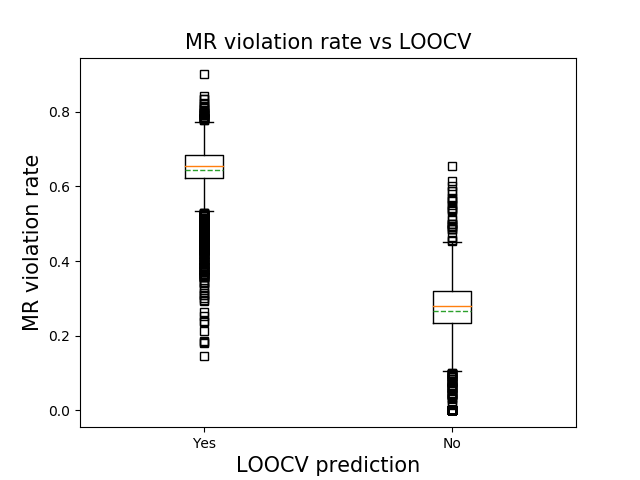 MR violation rate vs LOOCV
MR violation rate
0.8
0.6
0.4
0.2
0.0
Yes
No
LOOCV prediction